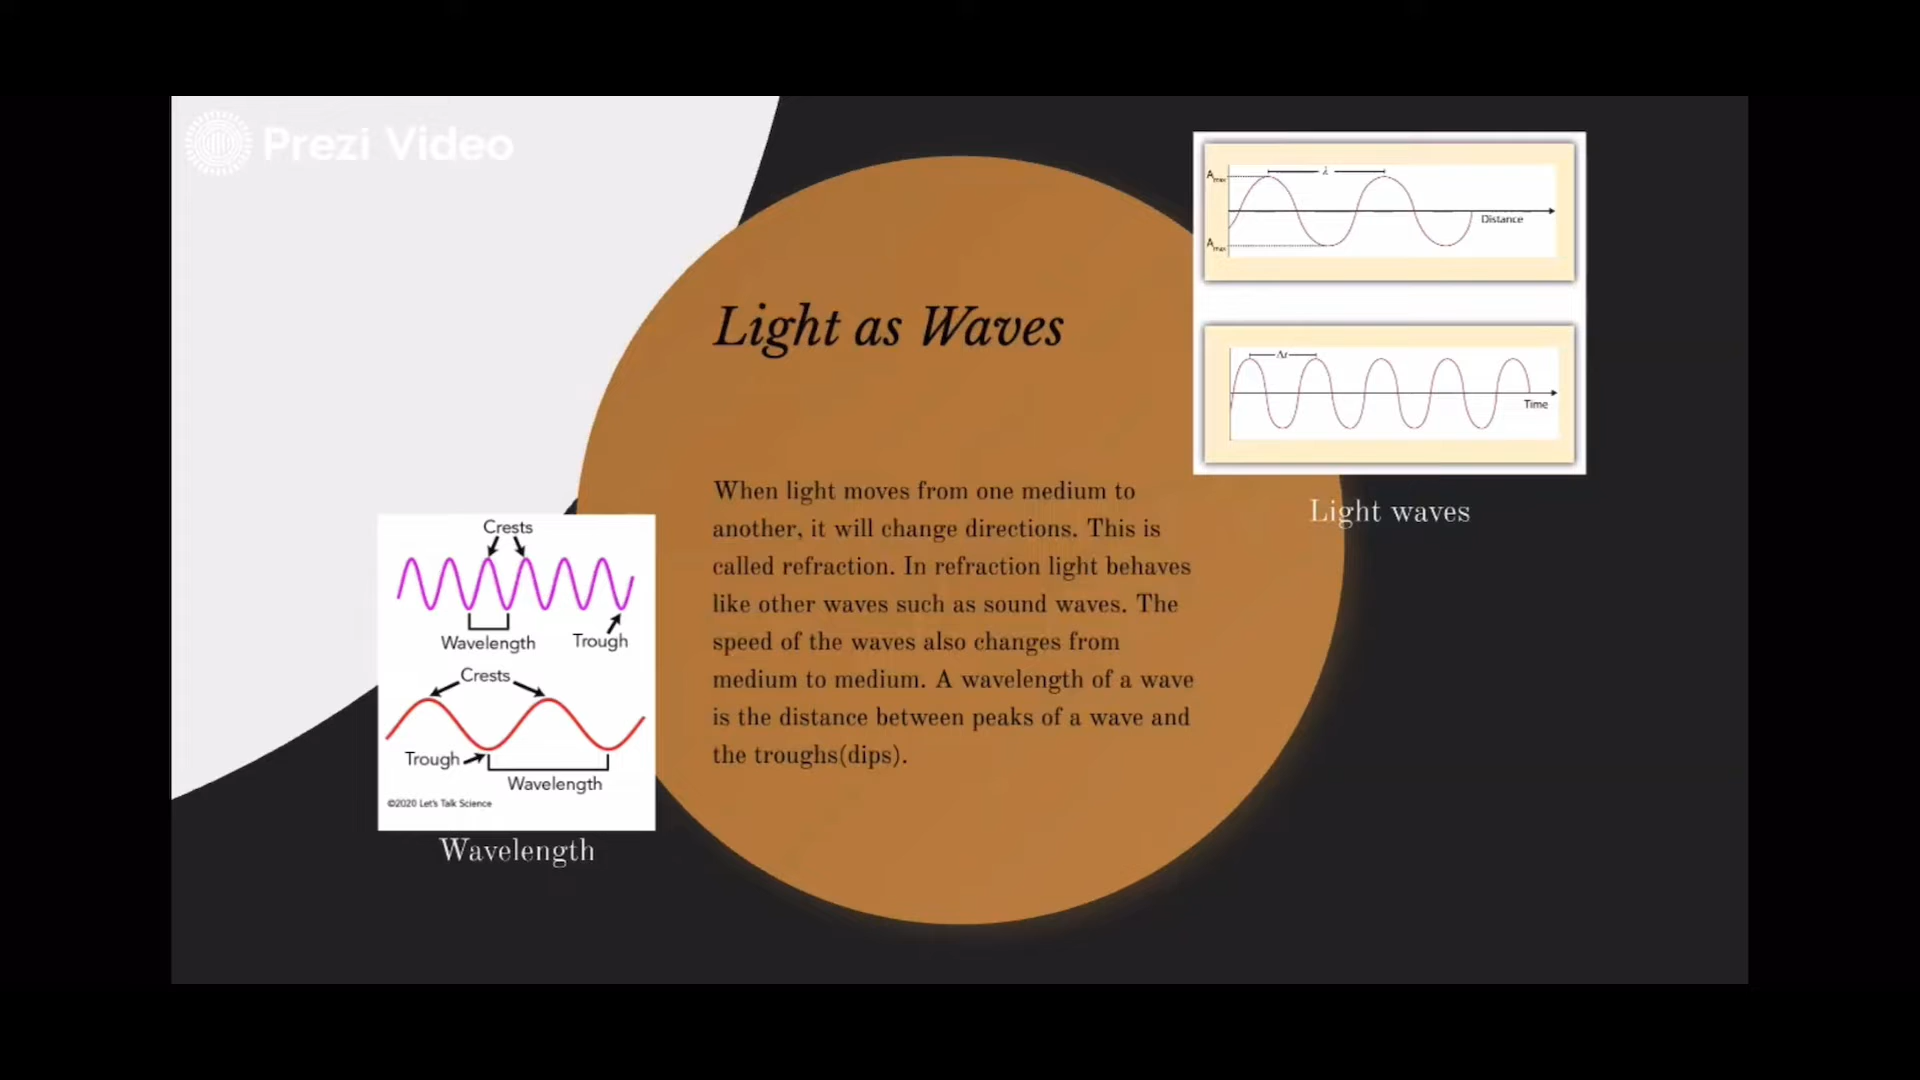 Prezi Video
Light as Waves
When light moves from one medium to
another, it will change directions. This is
called refraction. In refraction light behaves
like other waves such as sound waves. The
speed of the waves also changes from
medium to medium. A wavelength of a wave
is the distance between peaks of a wave and
the troughs(dips).
Amax
λ
Distance
Amax
Δt
Time
Light waves
Crests
Wavelength
Trough
Crests
Trough
Wavelength
©2020 Let's Talk Science
Wavelength